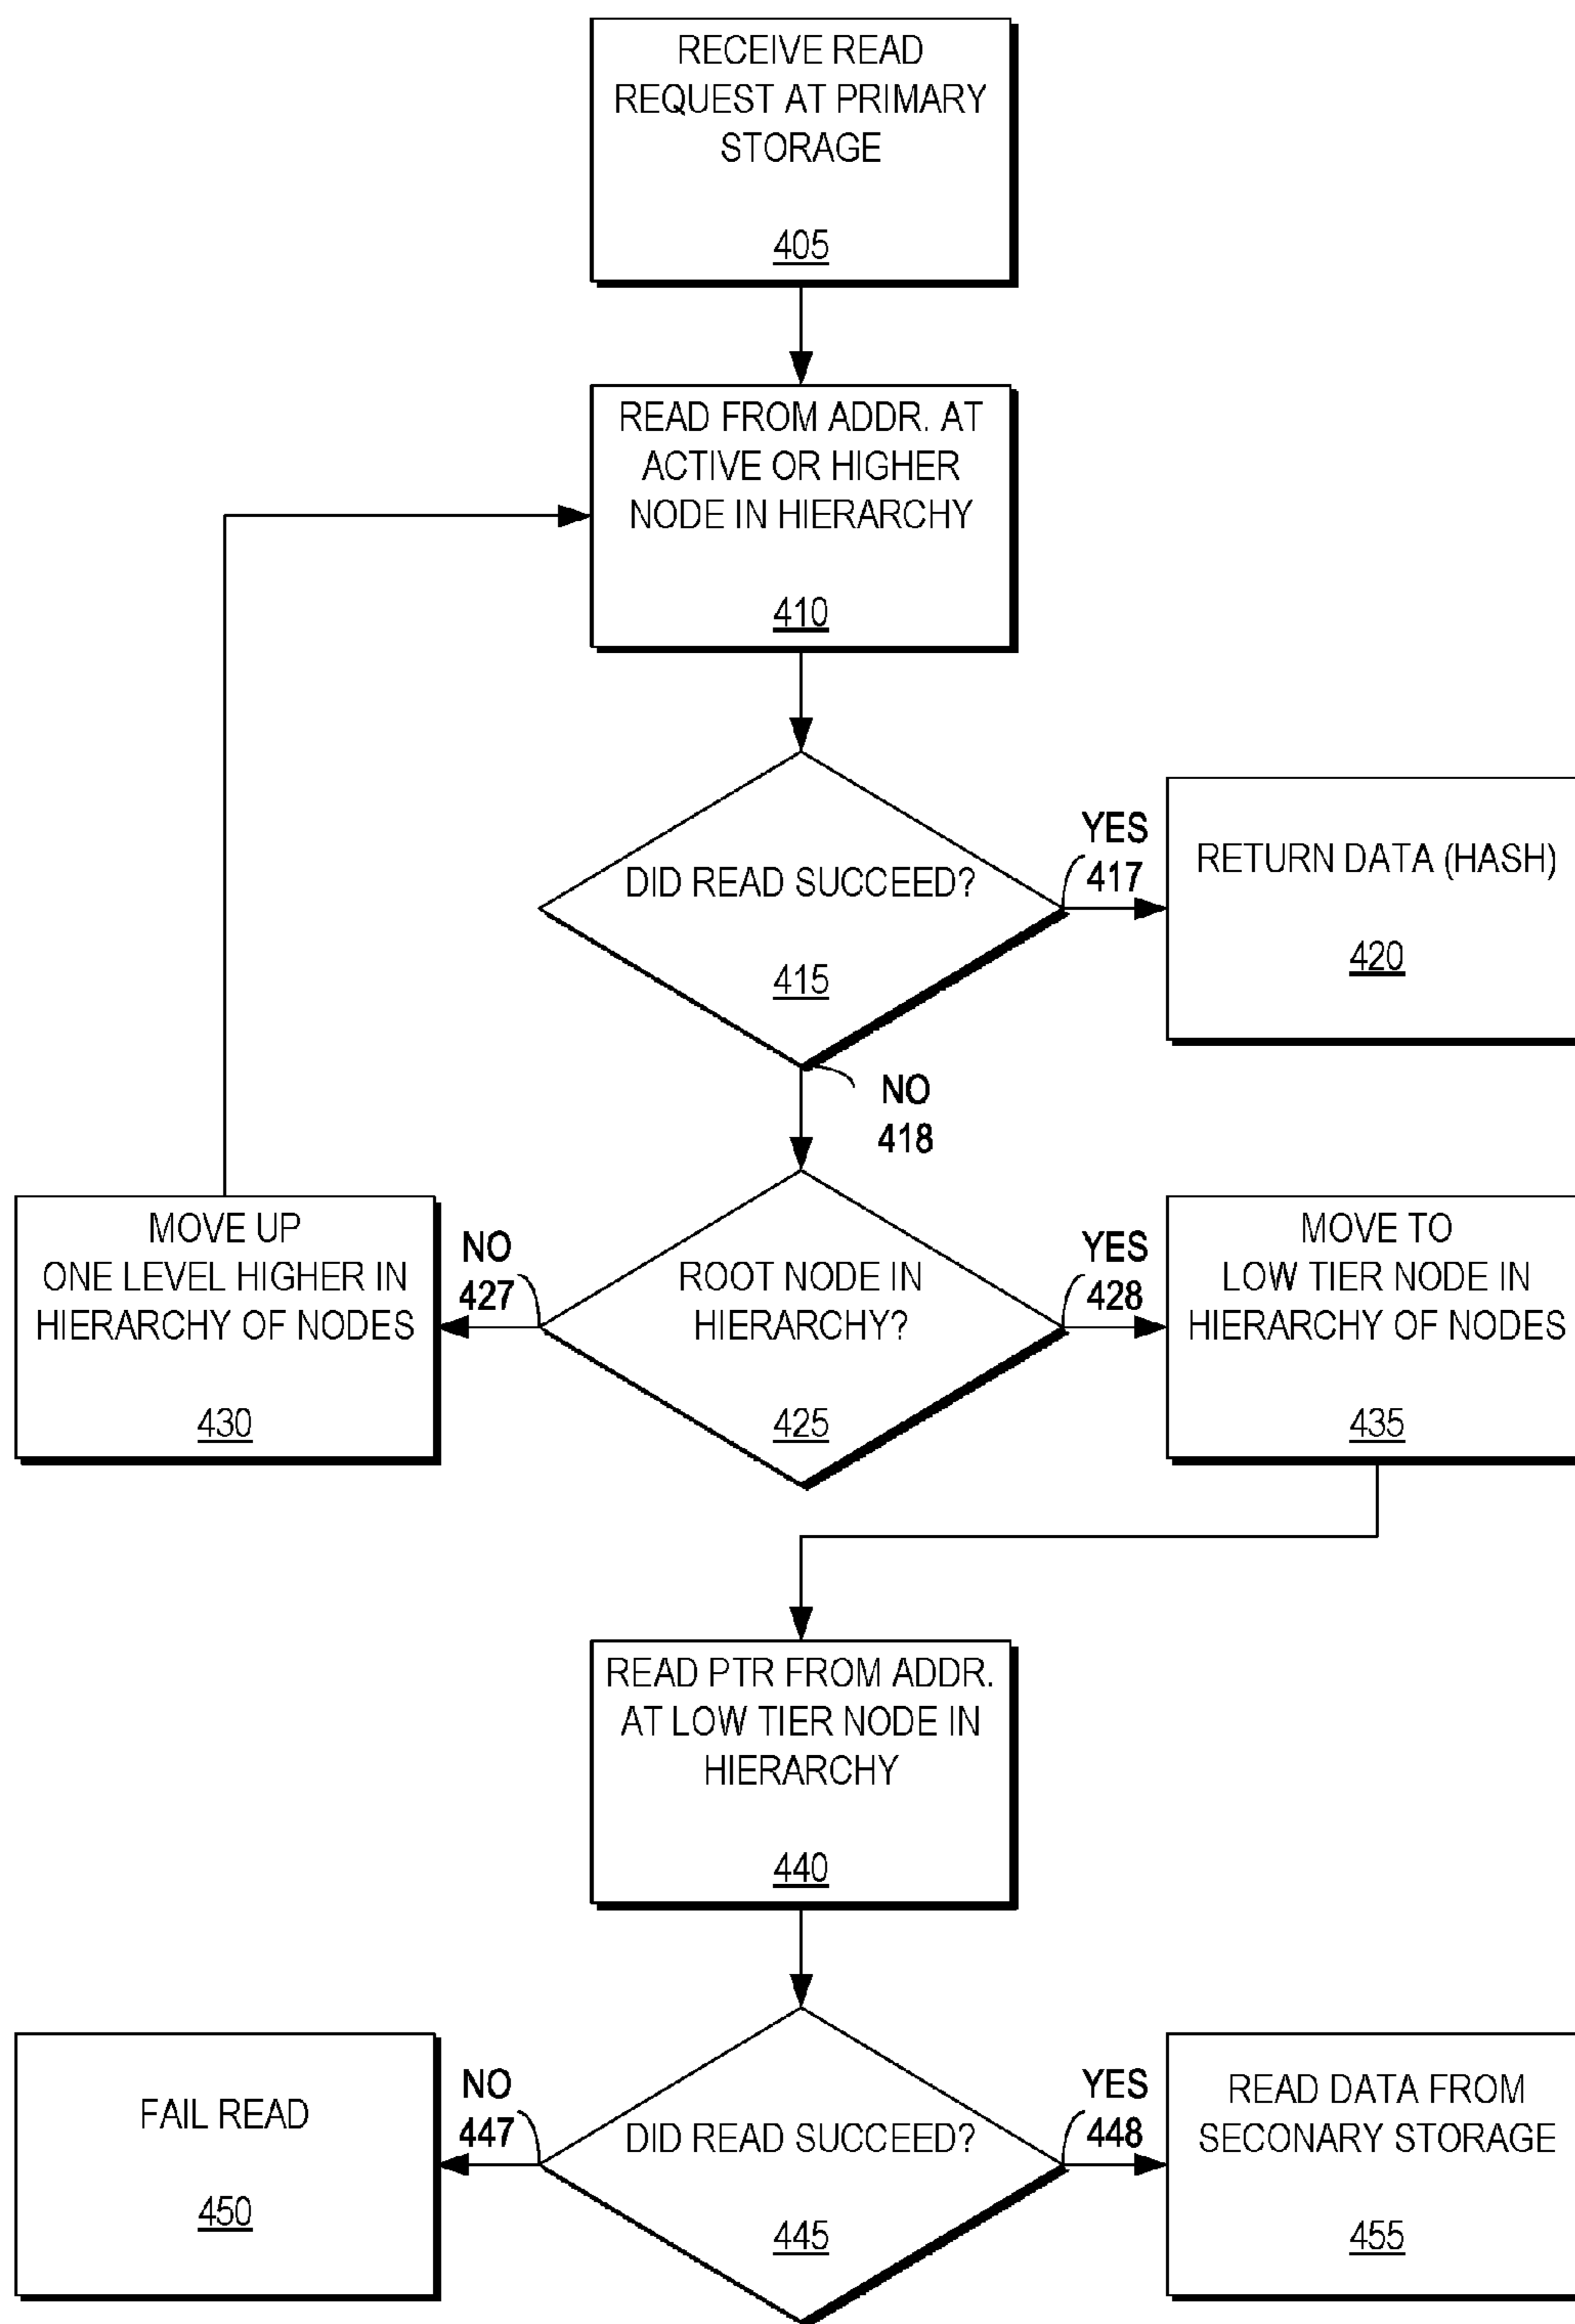 RECEIVE READ
REQUEST AT PRIMARY
STORAGE
405
READ FROM ADDR. AT
ACTIVE OR HIGHER
NODE IN HIERARCHY
410
DID READ SUCCEED?
415
YES
417
RETURN DATA (HASH)
420
NO
418
MOVE UP
ONE LEVEL HIGHER IN
HIERARCHY OF NODES
430
NO
427
ROOT NODE IN
HIERARCHY?
425
YES
428
MOVE TO
LOW TIER NODE IN
HIERARCHY OF NODES
435
READ PTR FROM ADDR.
AT LOW TIER NODE IN
HIERARCHY
440
FAIL READ
450
NO
447
DID READ SUCCEED?
445
YES
448
READ DATA FROM
SECONARY STORAGE
455